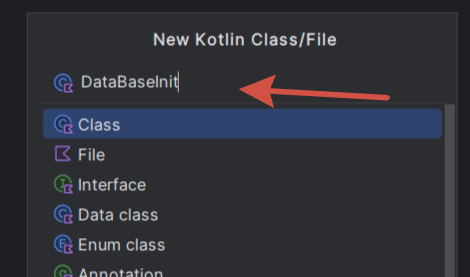 New Kotlin Class/File
DataBaseInit
Class
File
Interface
Data class
Enum class
Annotation